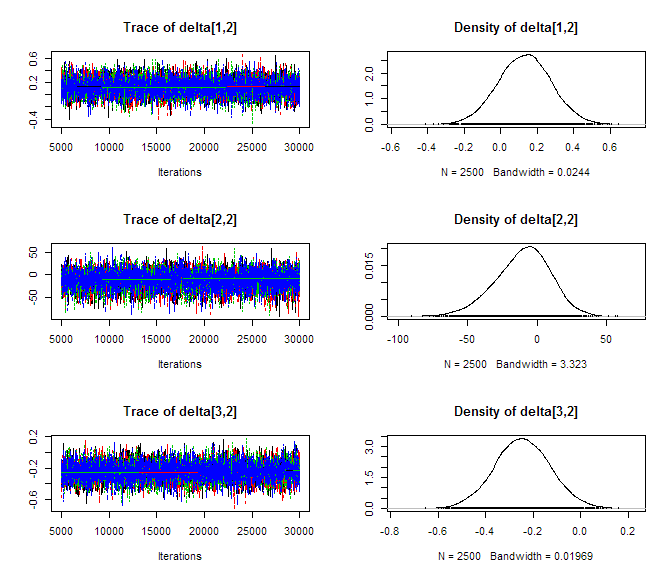 Trace of delta[1,2]
0.6
0.2
-0.4
5000 10000 15000 20000 25000 30000
Iterations
Density of delta[1,2]
2.0
1.0
0.0
-0.6 -0.4 -0.2 0.0 0.2 0.4 0.6
N = 2500 Bandwidth = 0.0244
Trace of delta[2,2]
50
0
-50
5000 10000 15000 20000 25000 30000
Iterations
Density of delta[2,2]
0.015
0.000
-100 -50 0 50
N = 2500 Bandwidth = 3.323
Trace of delta[3,2]
0.2
-0.2
-0.6
5000 10000 15000 20000 25000 30000
Iterations
Density of delta[3,2]
3.0
1.5
0.0
-0.8 -0.6 -0.4 -0.2 0.0 0.2
N = 2500 Bandwidth = 0.01969